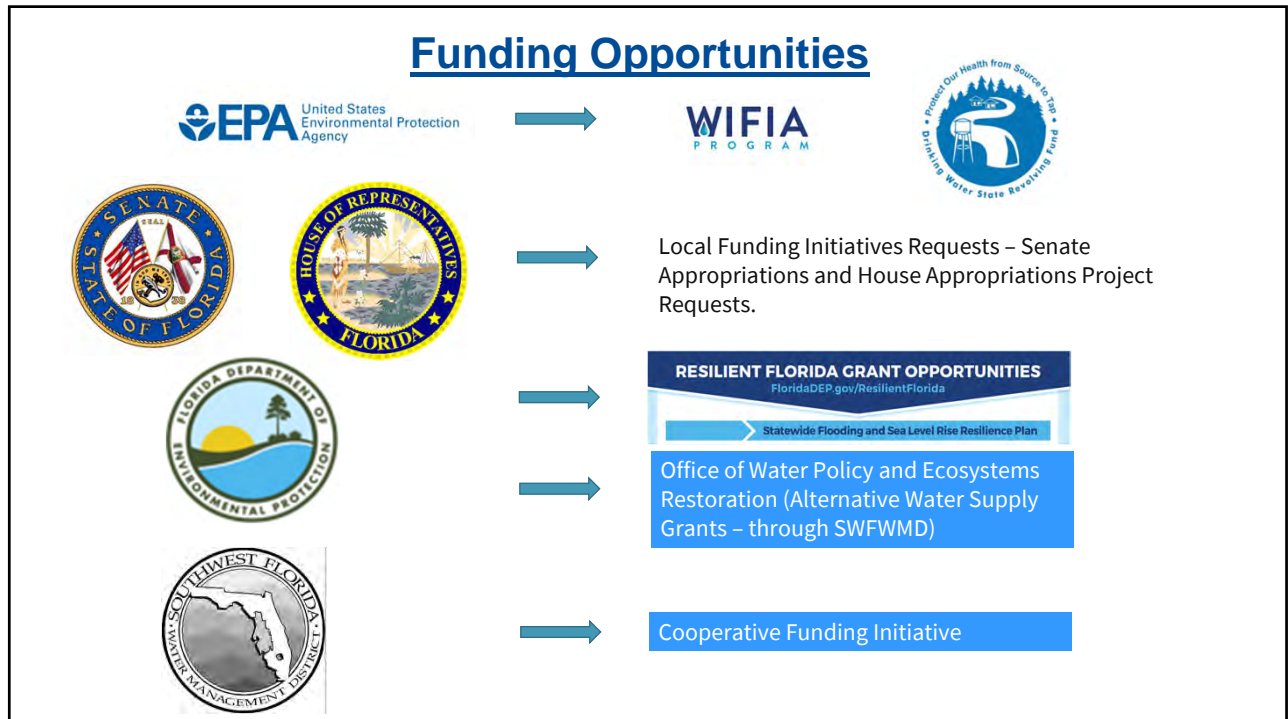 Funding Opportunities
EPA United States
Environmental Protection
Agency
WIFIA
PROGRAM
Protect Our Health from Source to Tap
Drinking Water State Revolving Fund
SENATE
SEAL
STATE OF FLORIDA
1838
HOUSE OF REPRESENTATIVES
FLORIDA
Local Funding Initiatives Requests – Senate
Appropriations and House Appropriations Project
Requests.
FLORIDA DEPARTMENT OF
ENVIRONMENTAL PROTECTION
RESILIENT FLORIDA GRANT OPPORTUNITIES
FloridaDEP.gov/ResilientFlorida
Statewide Flooding and Sea Level Rise Resilience Plan
Office of Water Policy and Ecosystems
Restoration (Alternative Water Supply
Grants – through SWFWMD)
SOUTHWEST FLORIDA
WATER MANAGEMENT DISTRICT
Cooperative Funding Initiative